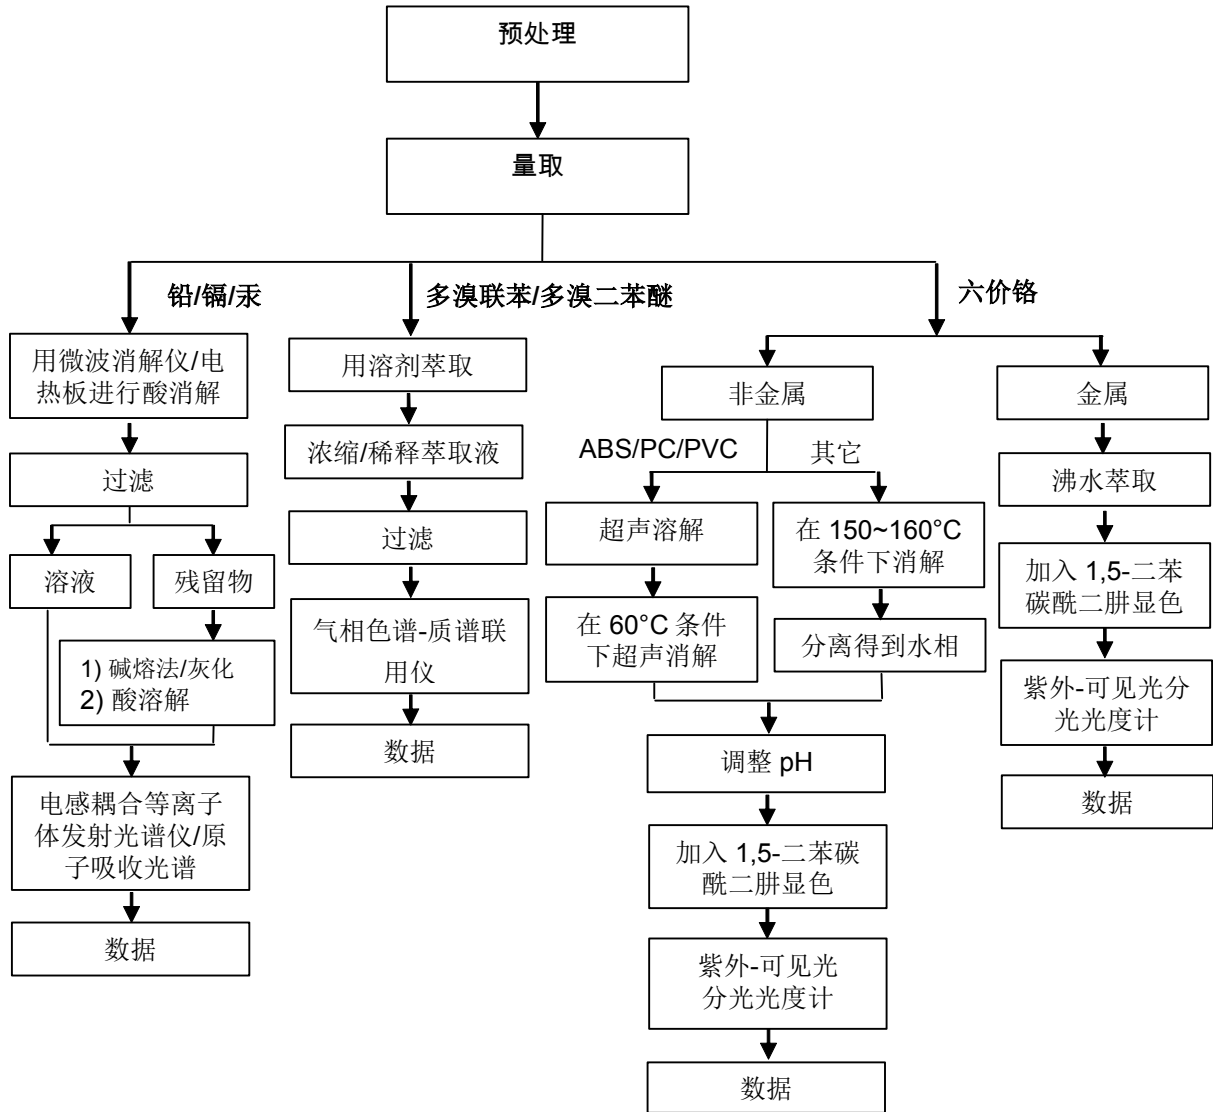 预处理
量取
铅/镉/汞
多溴联苯/多溴二苯醚
六价铬
用微波消解仪/电
热板进行酸消解
过滤
溶液
残留物
1) 碱熔法/灰化
2) 酸溶解
电感耦合等离子
体发射光谱仪/原
子吸收光谱
数据
用溶剂萃取
浓缩/稀释萃取液
过滤
气相色谱-质谱联
用仪
数据
非金属
ABS/PC/PVC
其它
超声溶解
在 60°C 条件
下超声消解
在 150~160°C
条件下消解
分离得到水相
调整 pH
加入 1,5-二苯碳
酰二肼显色
紫外-可见光
分光光度计
数据
金属
沸水萃取
加入 1,5-二苯
碳酰二肼显色
紫外-可见光分
光光度计
数据